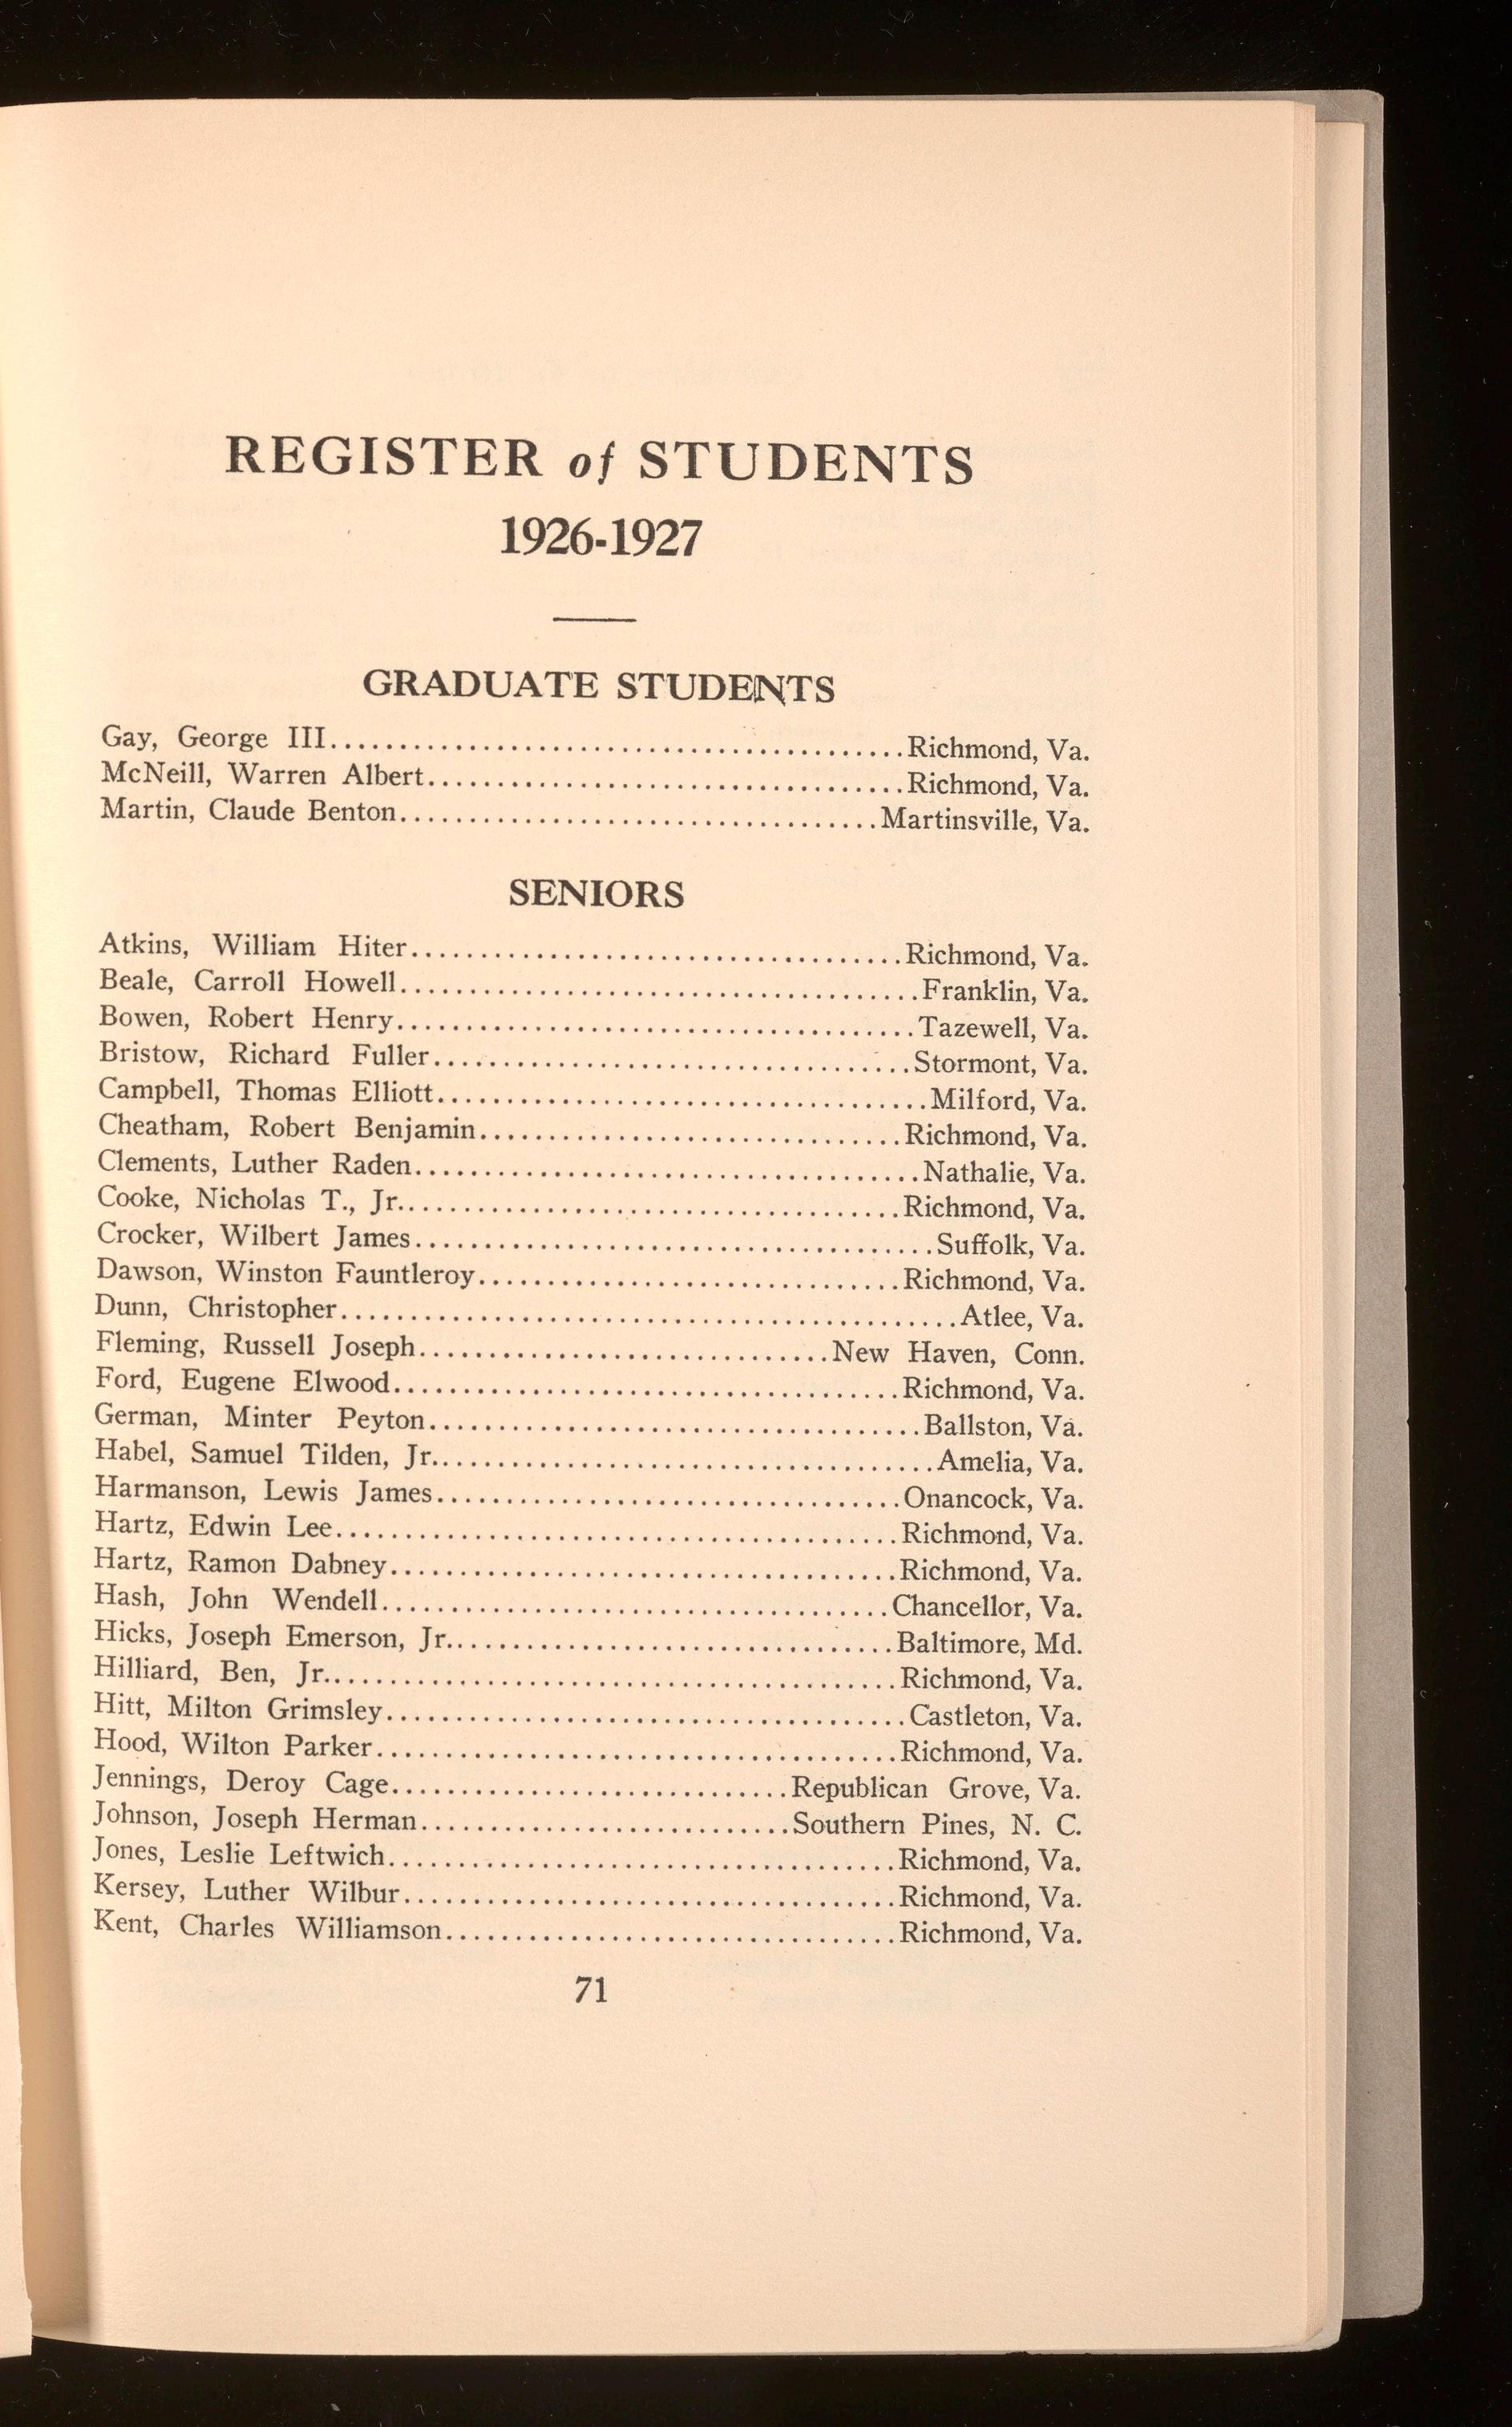 REGISTER of STUDENTS
1926-1927
GRADUATE STUDENTS
Gay, George III.........................................Richmond, Va.
McNeill, Warren Albert..................................Richmond, Va.
Martin, Claude Benton..................................Martinsville, Va.
SENIORS
Atkins, William Hiter...................................Richmond, Va.
Beale, Carroll Howell.....................................Franklin, Va.
Bowen, Robert Henry.....................................Tazewell, Va.
Bristow, Richard Fuller..................................Stormont, Va.
Campbell, Thomas Elliott...................................Milford, Va.
Cheatham, Robert Benjamin..............................Richmond, Va.
Clements, Luther Raden....................................Nathalie, Va.
Cooke, Nicholas T., Jr....................................Richmond, Va.
Crocker, Wilbert James.....................................Suffolk, Va.
Dawson, Winston Fauntleroy..............................Richmond, Va.
Dunn, Christopher............................................Atlee, Va.
Fleming, Russell Joseph..............................New Haven, Conn.
Ford, Eugene Elwood....................................Richmond, Va.
German, Minter Peyton...................................Ballston, Va.
Habel, Samuel Tilden, Jr....................................Amelia, Va.
Harmanson, Lewis James.................................Onancock, Va.
Hartz, Edwin Lee........................................Richmond, Va.
Hartz, Ramon Dabney....................................Richmond, Va.
Hash, John Wendell....................................Chancellor, Va.
Hicks, Joseph Emerson, Jr................................Baltimore, Md.
Hilliard, Ben, Jr.........................................Richmond, Va.
Hitt, Milton Grimsley.....................................Castleton, Va.
Hood, Wilton Parker.....................................Richmond, Va.
Jennings, Deroy Cage............................Republican Grove, Va.
Johnson, Joseph Herman...........................Southern Pines, N. C.
Jones, Leslie Leftwich....................................Richmond, Va.
Kersey, Luther Wilbur...................................Richmond, Va.
Kent, Charles Williamson................................Richmond, Va.
71